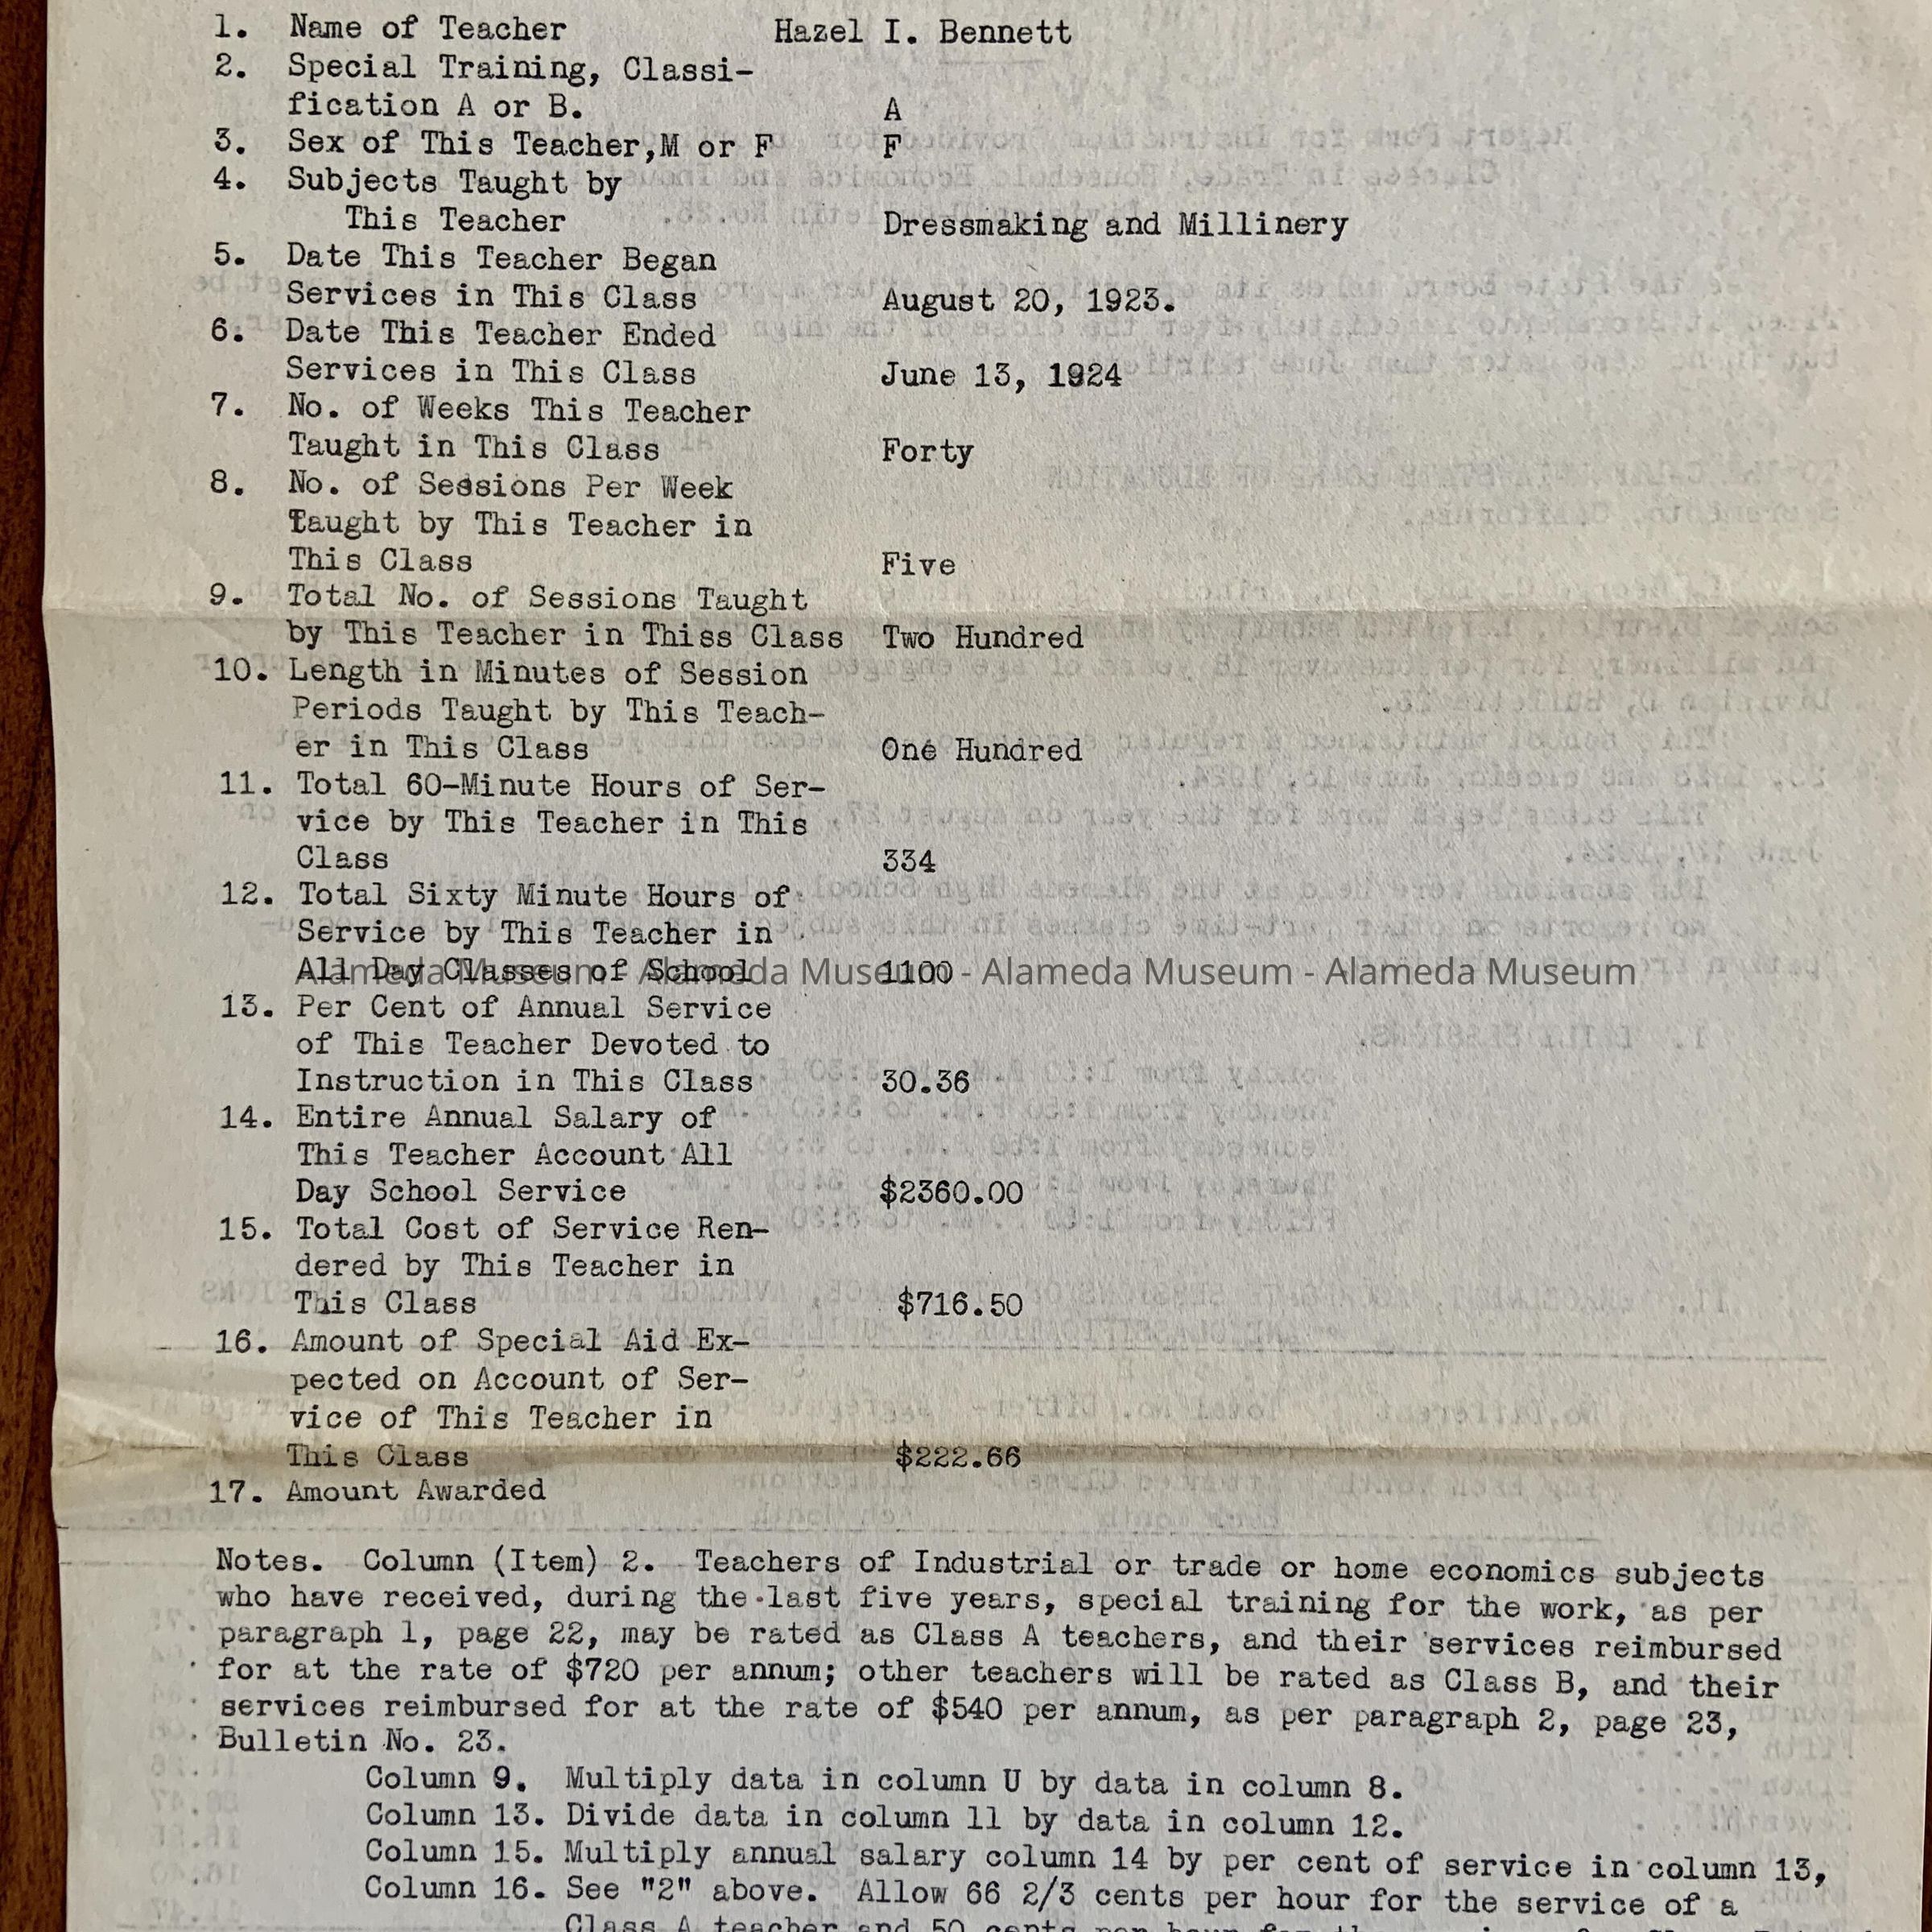 1. Name of Teacher Hazel I. Bennett
2. Special Training, Classi-
fication A or B. A
3. Sex of This Teacher,M or F F
4. Subjects Taught by
This Teacher Dressmaking and Millinery
5. Date This Teacher Began
Services in This Class August 20, 1923.
6. Date This Teacher Ended
Services in This Class June 13, 1924
7. No. of Weeks This Teacher
Taught in This Class Forty
8. No. of Sessions Per Week
Taught by This Teacher in
This Class Five
9. Total No. of Sessions Taught
by This Teacher in Thiss Class Two Hundred
10. Length in Minutes of Session
Periods Taught by This Teach-
er in This Class One Hundred
11. Total 60-Minute Hours of Ser-
vice by This Teacher in This
Class 334
12. Total Sixty Minute Hours of
Service by This Teacher in
All Day Classes of School 1100
Alameda Museum - Alameda Museum - Alameda Museum - Alameda Museum
13. Per Cent of Annual Service
of This Teacher Devoted to
Instruction in This Class 30.36
14. Entire Annual Salary of
This Teacher Account All
Day School Service $2360.00
15. Total Cost of Service Ren-
dered by This Teacher in
This Class $716.50
16. Amount of Special Aid Ex-
pected on Account of Ser-
vice of This Teacher in
This Class $222.66
17. Amount Awarded
Notes. Column (Item) 2. Teachers of Industrial or trade or home economics subjects
who have received, during the last five years, special training for the work, as per
paragraph 1, page 22, may be rated as Class A teachers, and their services reimbursed
for at the rate of $720 per annum; other teachers will be rated as Class B, and their
services reimbursed for at the rate of $540 per annum, as per paragraph 2, page 23,
Bulletin No. 23.
Column 9. Multiply data in column U by data in column 8.
Column 13. Divide data in column 11 by data in column 12.
Column 15. Multiply annual salary column 14 by per cent of service in column 13,
Column 16. See "2" above. Allow 66 2/3 cents per hour for the service of a
Class A teacher and 50 cents per hour for the service of a Class